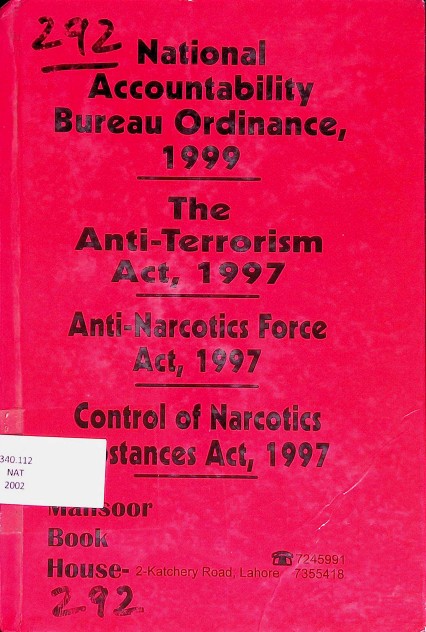 292
National
Accountability
Bureau Ordinance,
1999
The
Anti-Terrorism
Act, 1997
Anti-Narcotics Force
Act, 1997
Control of Narcotics
stances Act, 1997
340.112
NAT
2002
Mansoor
Book
House- 2-Katchery Road, Lahore ☎7245991
7355418
292